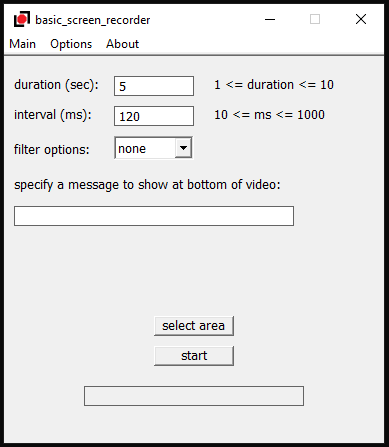 basic_screen_recorder
Main Options About
duration (sec): 5 1 <= duration <= 10
interval (ms): 120 10 <= ms <= 1000
filter options: none
specify a message to show at bottom of video:
select area
start